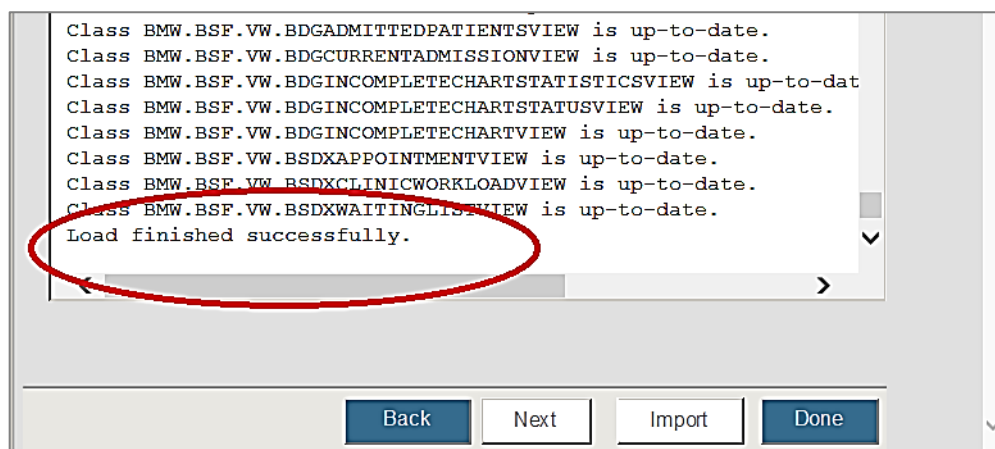 Class BMW.BSF.VW.BDGADMITTEDPATIENTSVIEW is up-to-date.
Class BMW.BSF.VW.BDGCURRENTADMISSIONVIEW is up-to-date.
Class BMW.BSF.VW.BDGINCOMPLETECHARTSTATISTICSVIEW is up-to-dat
Class BMW.BSF.VW.BDGINCOMPLETECHARTSTATUSVIEW is up-to-date.
Class BMW.BSF.VW.BDGINCOMPLETECHARTVIEW is up-to-date.
Class BMW.BSF.VW.BSDXAPPOINTMENTVIEW is up-to-date.
Class BMW.BSF.VW.BSDXCLINICWORKLOADVIEW is up-to-date.
Class BMW.BSF.VW.BSDXWAITINGLISTVIEW is up-to-date.
Load finished successfully.
Back Next Import Done